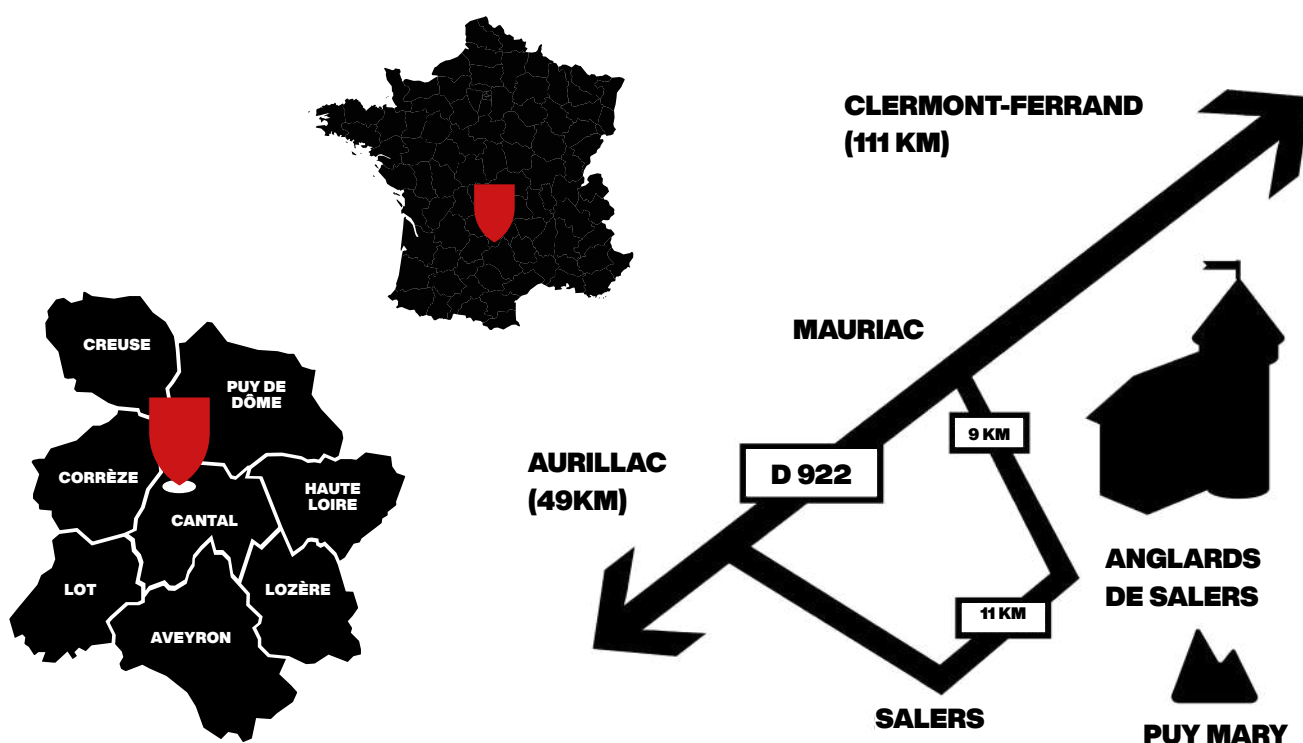 CLERMONT-FERRAND
(111 KM)
MAURIAC
9 KM
D 922
AURILLAC
(49KM)
11 KM
ANGLARDS
DE SALERS
SALERS
PUY MARY
CREUSE
PUY DE
DÔME
CORRÈZE
HAUTE
LOIRE
CANTAL
LOT
LOZÈRE
AVEYRON